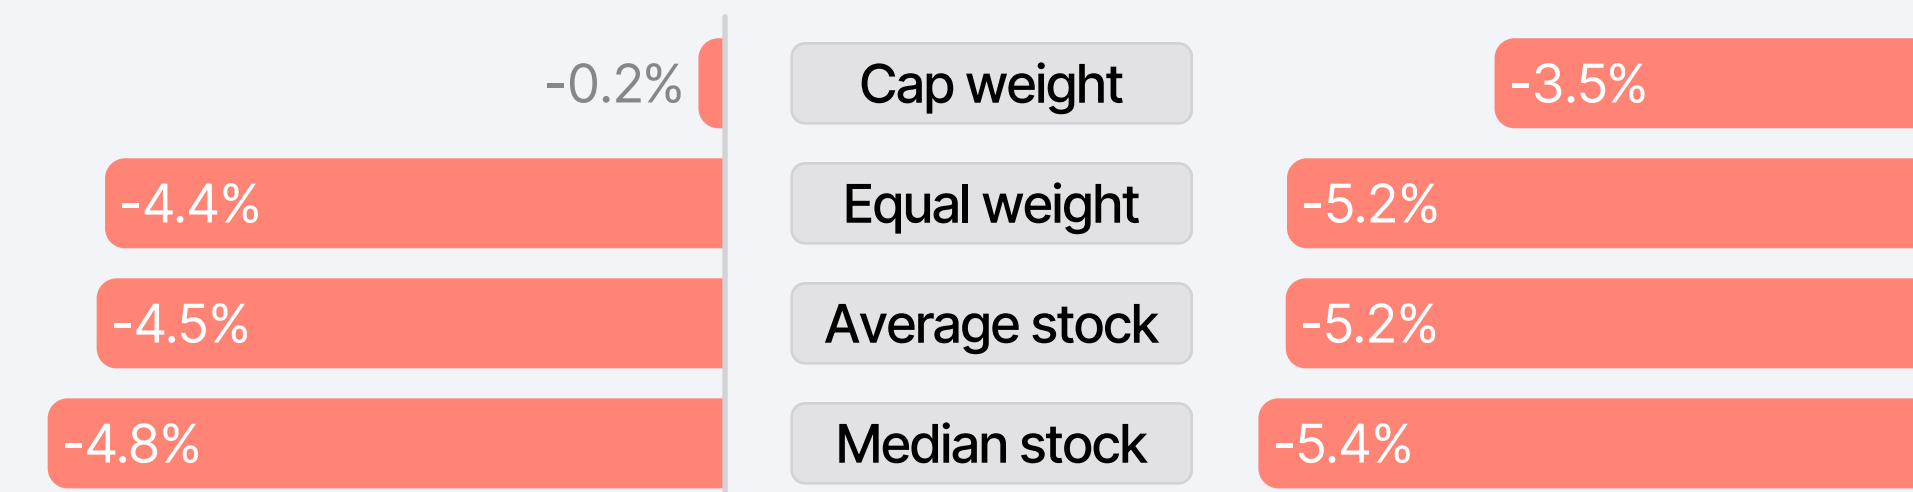 -0.2% Cap weight -3.5%
-4.4% Equal weight -5.2%
-4.5% Average stock -5.2%
-4.8% Median stock -5.4%